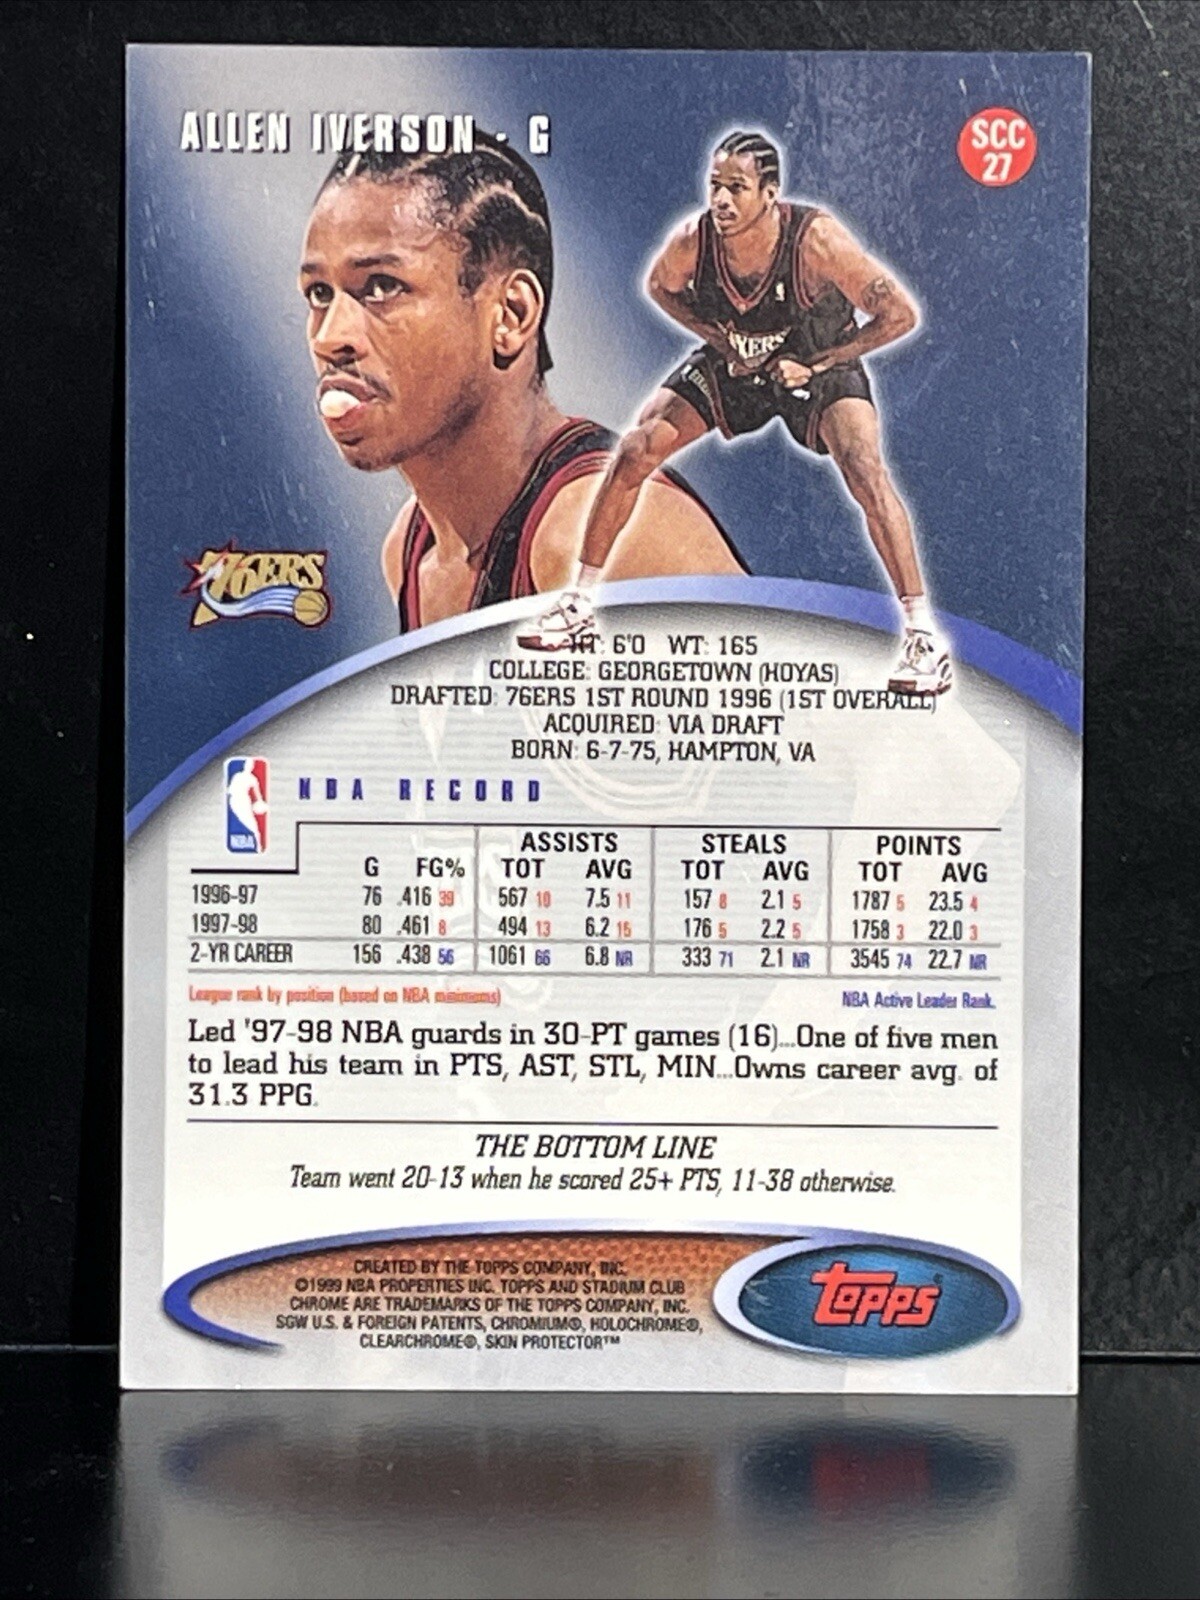 ALLEN IVERSON - G
SCC
27
76ERS
HT: 6'0 WT: 165
COLLEGE: GEORGETOWN (HOYAS)
DRAFTED: 76ERS 1ST ROUND 1996 (1ST OVERALL)
ACQUIRED: VIA DRAFT
BORN: 6-7-75, HAMPTON, VA
NBA
NBA RECORD
ASSISTS STEALS POINTS
G FG% TOT AVG TOT AVG TOT AVG
1996-97 76 .416 39 567 10 7.5 11 157 8 2.1 5 1787 5 23.5 4
1997-98 80 .461 8 494 13 6.2 15 176 5 2.2 5 1758 3 22.0 3
2-YR CAREER 156 .438 56 1061 66 6.8 NR 333 71 2.1 NR 3545 74 22.7 NR
League rank by position (based on NBA minimums) NBA Active Leader Rank.
Led '97-98 NBA guards in 30-PT games (16)...One of five men
to lead his team in PTS, AST, STL, MIN...Owns career avg. of
31.3 PPG.
THE BOTTOM LINE
Team went 20-13 when he scored 25+ PTS, 11-38 otherwise.
CREATED BY THE TOPPS COMPANY, INC.
©1999 NBA PROPERTIES INC. TOPPS AND STADIUM CLUB
CHROME ARE TRADEMARKS OF THE TOPPS COMPANY, INC.
SGW U.S. & FOREIGN PATENTS, CHROMIUM®, HOLOCHROME®,
CLEARCHROME®, SKIN PROTECTOR™
topps®